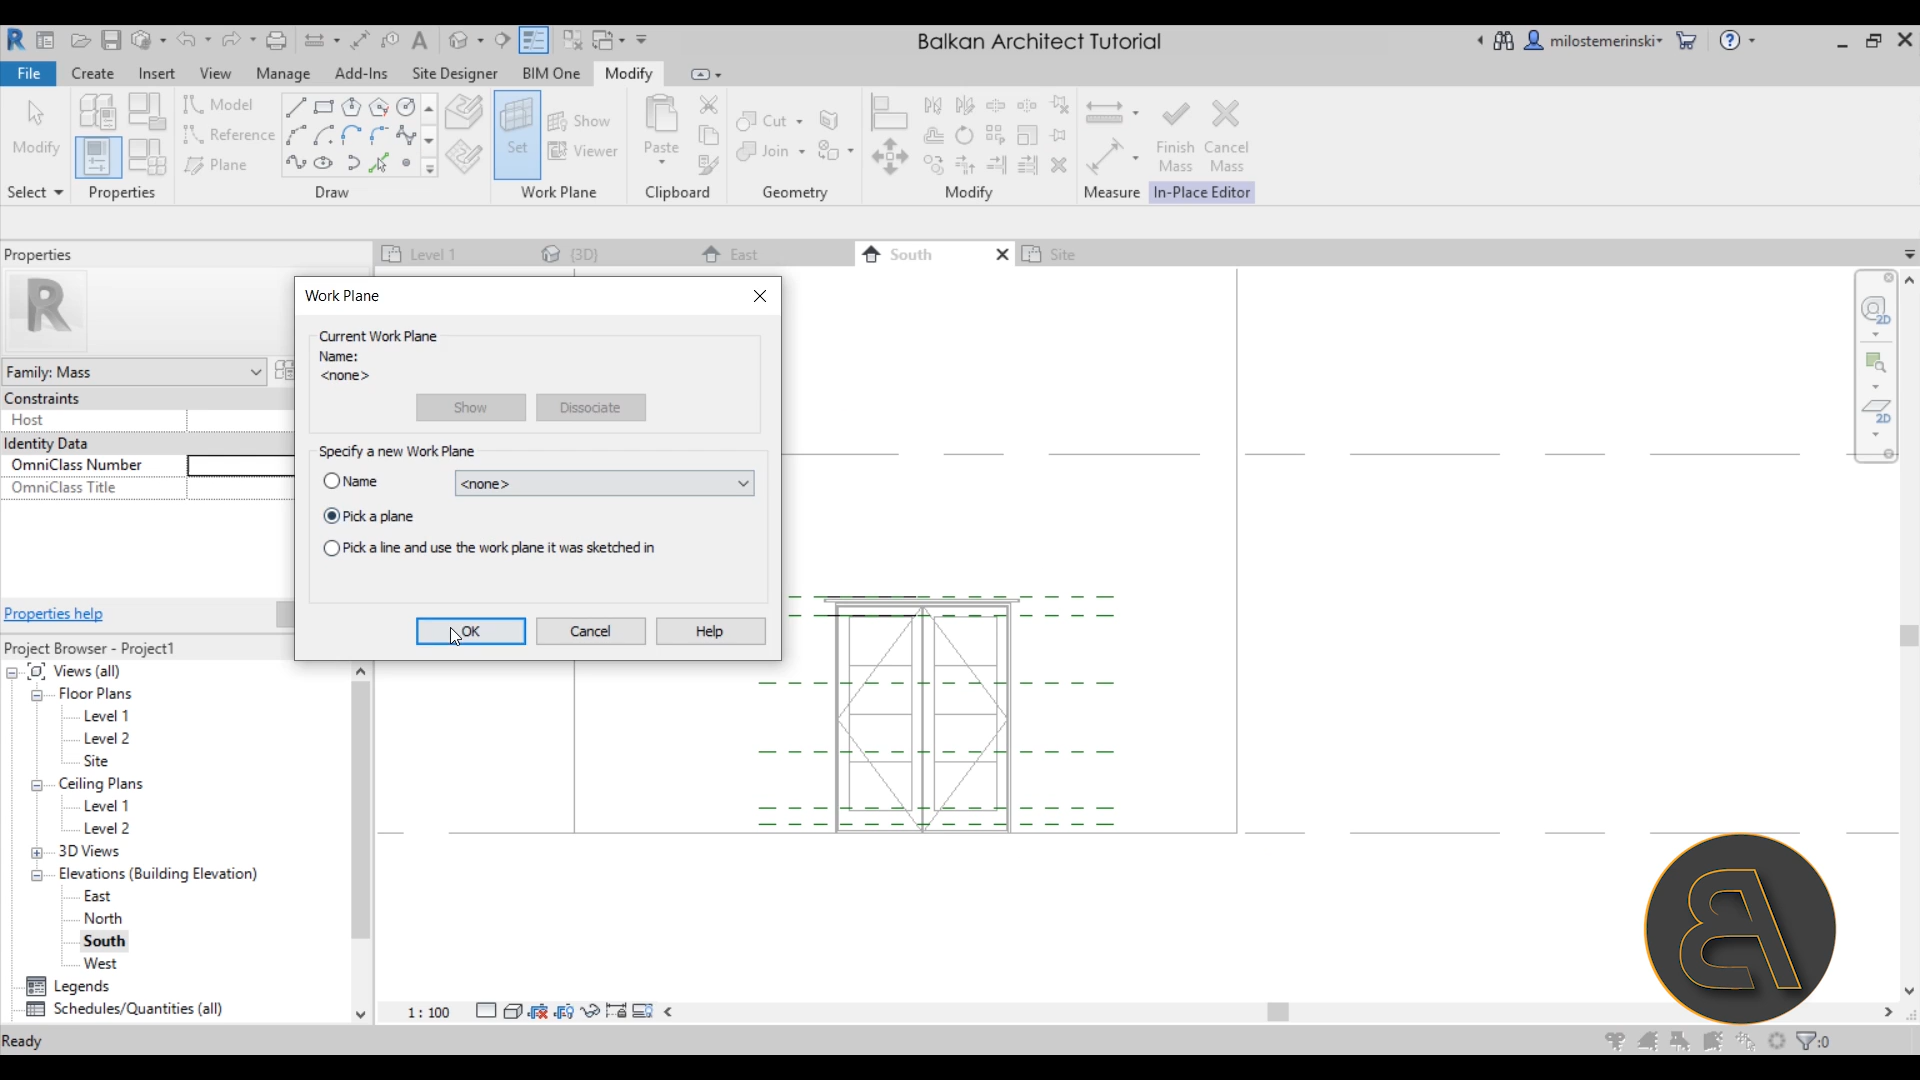 Balkan Architect Tutorial
milostemerinski
File Create Insert View Manage Add-Ins Site Designer BIM One Modify
Modify
Model
Reference
Plane
Set
Show
Viewer
Paste
Cut
Join
Finish Mass
Cancel Mass
Select Properties Draw Work Plane Clipboard Geometry Modify Measure In-Place Editor
Properties
Level 1 {3D} East South Site
R
Family: Mass
Constraints
Host
Identity Data
OmniClass Number
OmniClass Title
Properties help
Work Plane
Current Work Plane
Name:
<none>
Show Dissociate
Specify a new Work Plane
Name <none>
Pick a plane
Pick a line and use the work plane it was sketched in
OK Cancel Help
2D
2D
Project Browser - Project1
Views (all)
Floor Plans
Level 1
Level 2
Site
Ceiling Plans
Level 1
Level 2
3D Views
Elevations (Building Elevation)
East
North
South
West
Legends
Schedules/Quantities (all)
1 : 100
Ready
:0